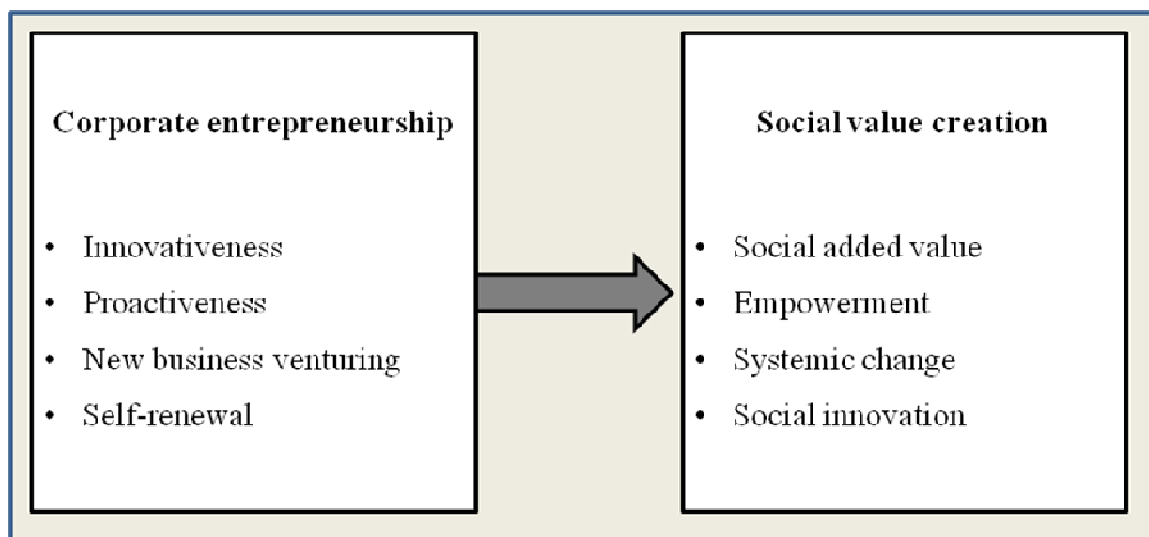 Corporate entrepreneurship
• Innovativeness
• Proactiveness
• New business venturing
• Self-renewal
Social value creation
• Social added value
• Empowerment
• Systemic change
• Social innovation